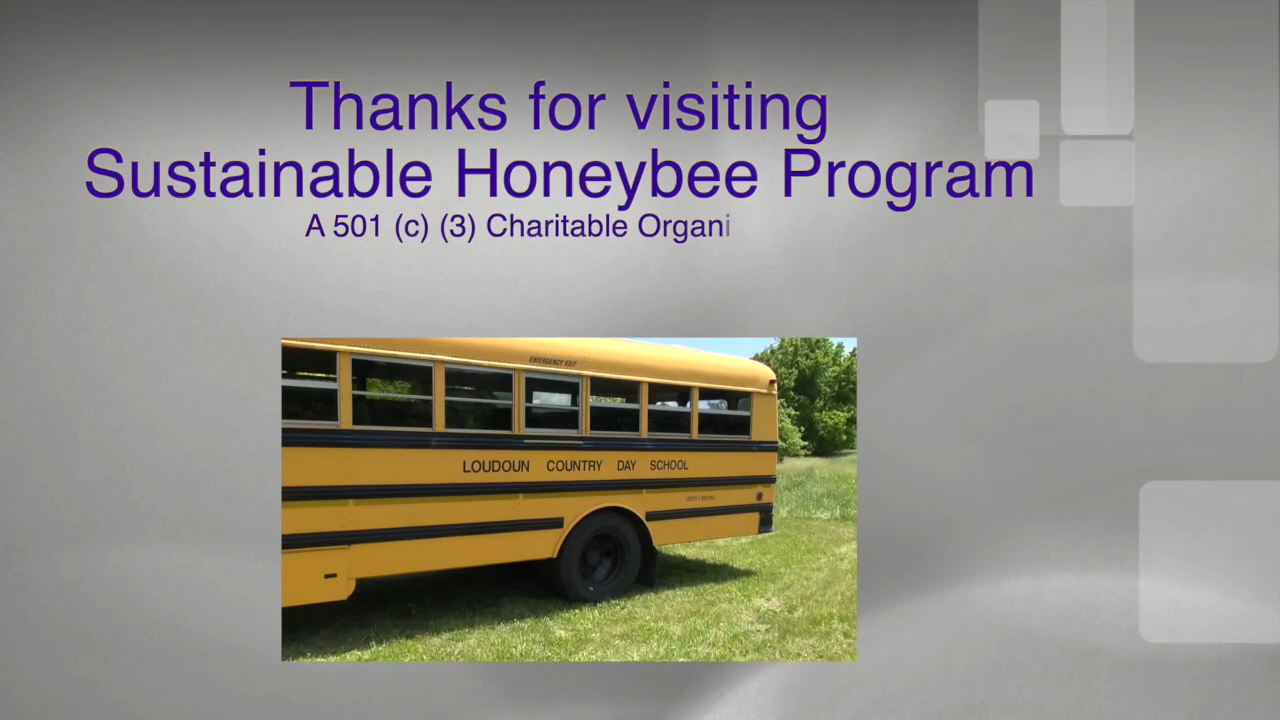 Thanks for visiting
Sustainable Honeybee Program
A 501 (c) (3) Charitable Organi
EMERGENCY EXIT
LOUDOUN COUNTRY DAY SCHOOL